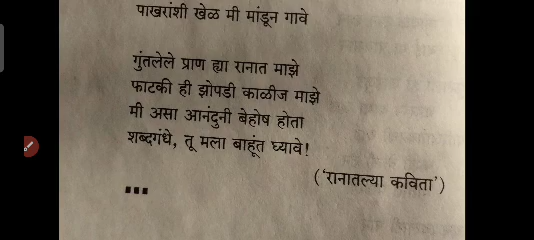 पाखरांशी खेळ मी मांडून गावे
गुंतलेले प्राण ह्या रानात माझे
फाटकी ही झोपडी काळीज माझे
मी असा आनंदुनी बेहोष होता
शब्दगंधे, तू मला बाहूंत घ्यावे!
('रानातल्या कविता')